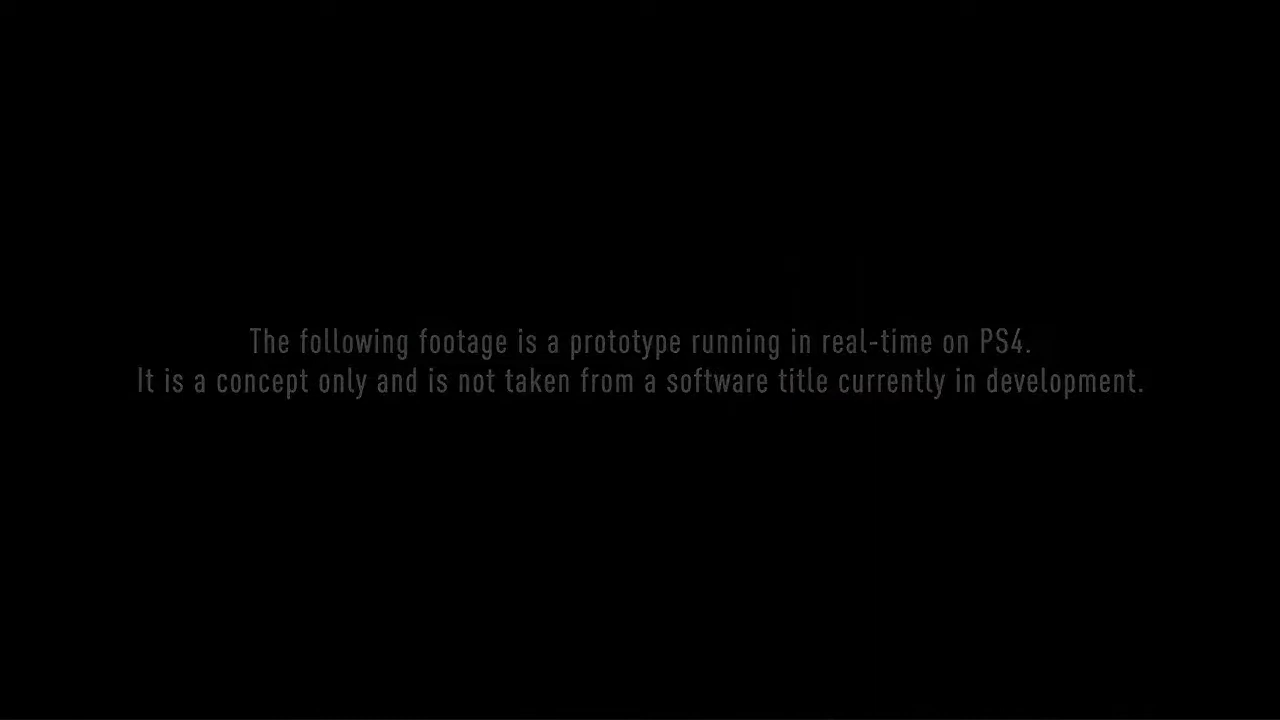 The following footage is a prototype running in real-time on PS4.
It is a concept only and is not taken from a software title currently in development.